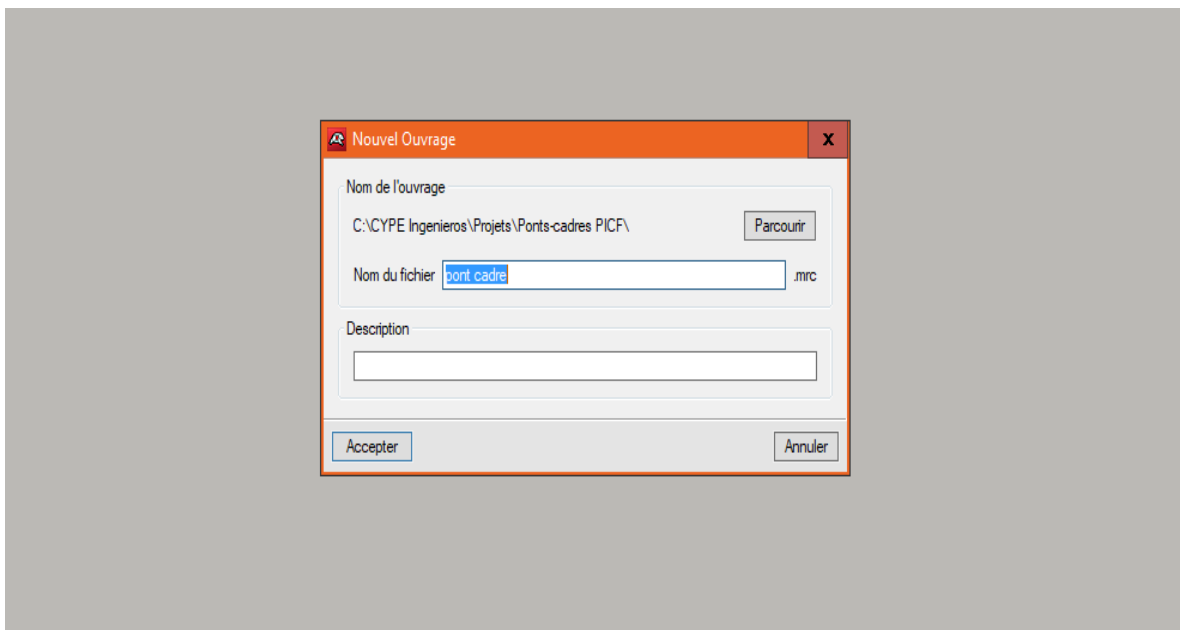 Nouvel Ouvrage x
Nom de l'ouvrage
C:\CYPE Ingenieros\Projets\Ponts-cadres PICF\ Parcourir
Nom du fichier pont cadre .mrc
Description
Accepter Annuler